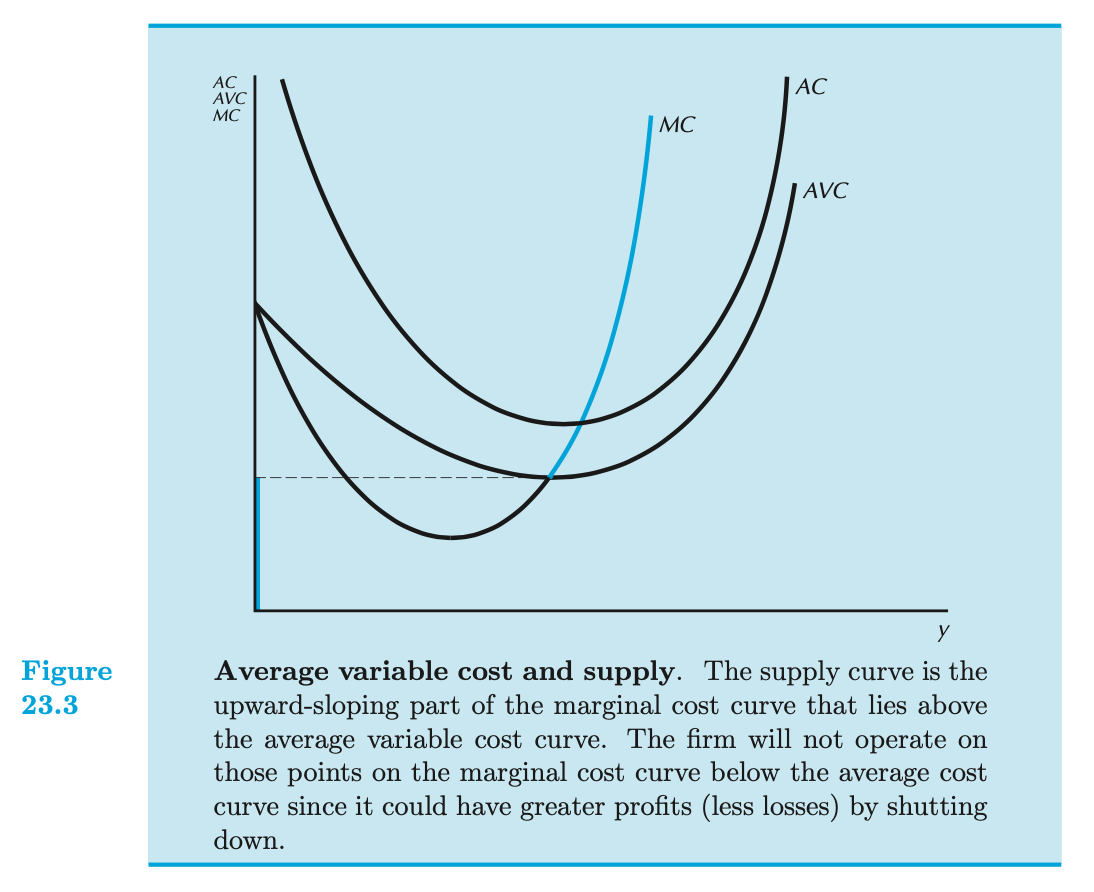 AC
AVC
MC
AC
MC
AVC
y
Figure
23.3
Average variable cost and supply. The supply curve is the
upward-sloping part of the marginal cost curve that lies above
the average variable cost curve. The firm will not operate on
those points on the marginal cost curve below the average cost
curve since it could have greater profits (less losses) by shutting
down.